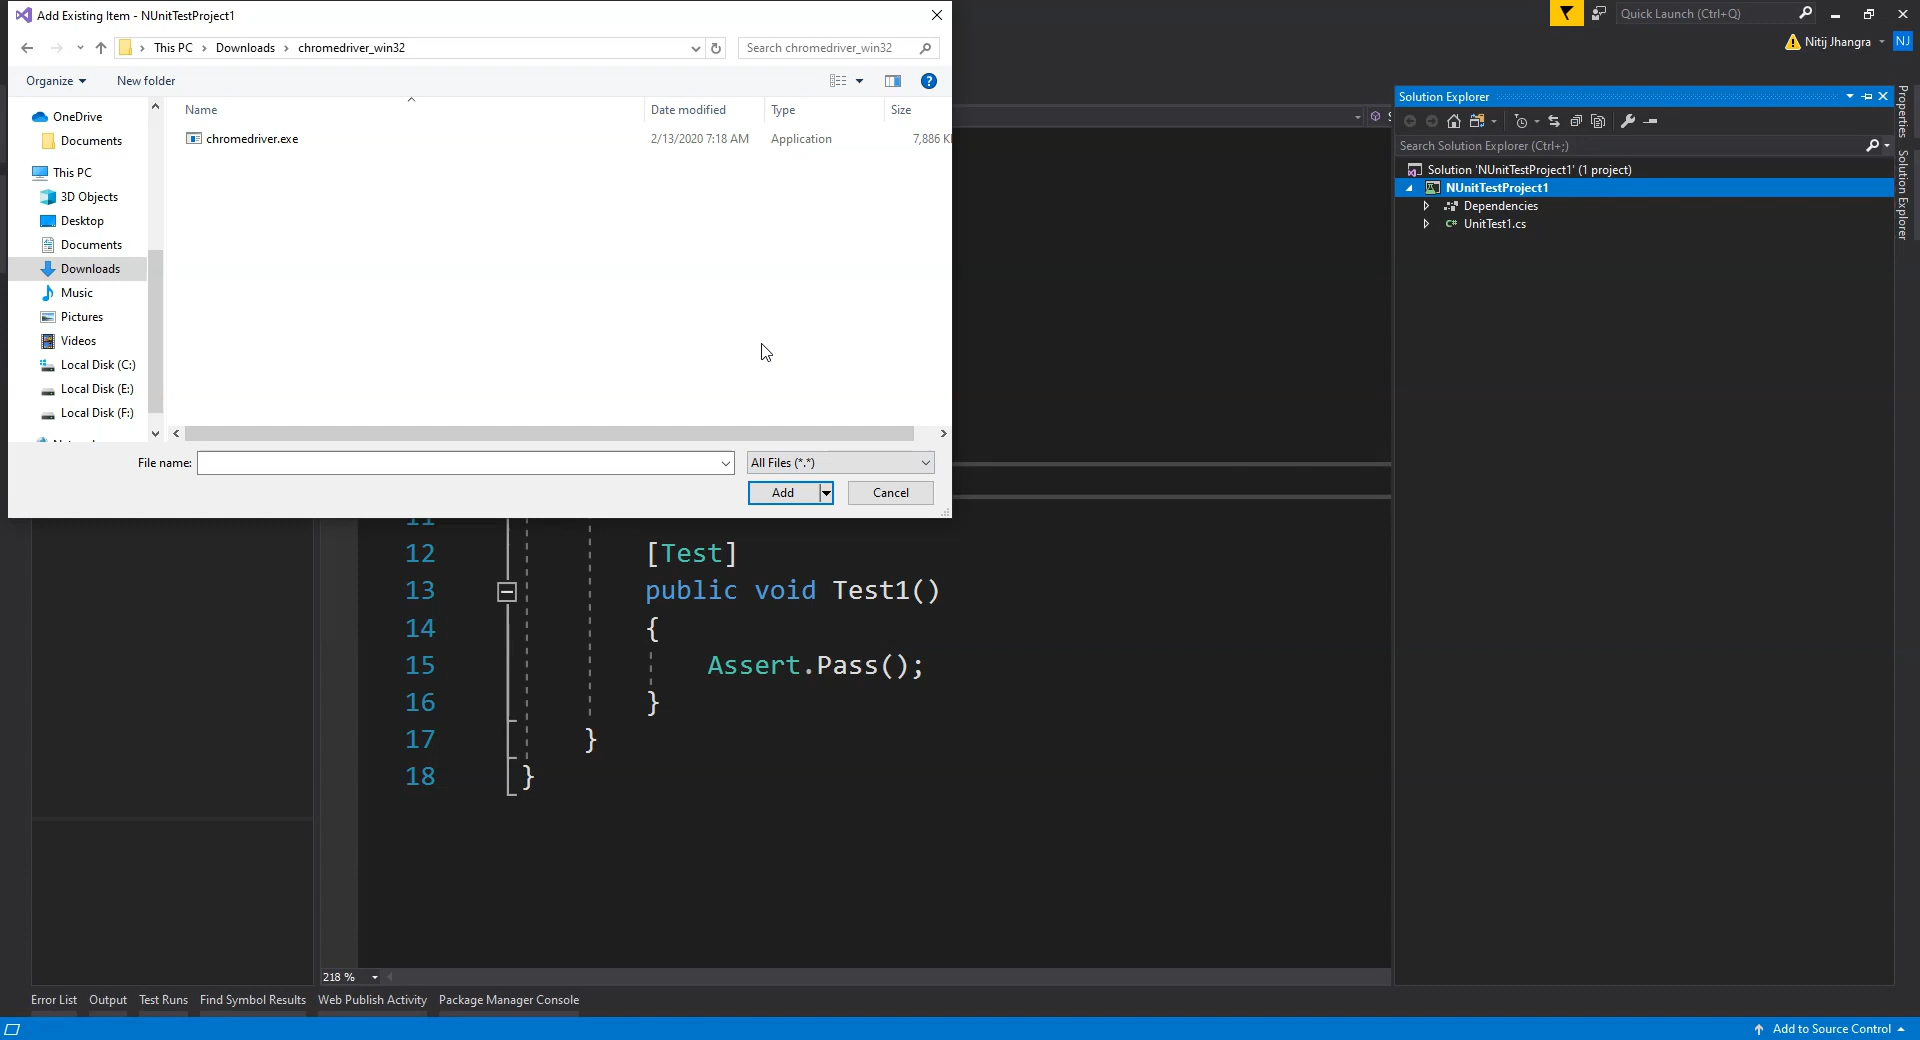 Add Existing Item - NUnitTestProject1
This PC > Downloads > chromedriver_win32
Search chromedriver_win32
Organize
New folder
Name
Date modified
Type
Size
chromedriver.exe
2/13/2020 7:18 AM
Application
7,886 K
OneDrive
Documents
This PC
3D Objects
Desktop
Documents
Downloads
Music
Pictures
Videos
Local Disk (C:)
Local Disk (E:)
Local Disk (F:)
File name:
All Files (*.*)
Add
Cancel
Quick Launch (Ctrl+Q)
Nitij Jhangra
NJ
Solution Explorer
Search Solution Explorer (Ctrl+;)
Solution 'NUnitTestProject1' (1 project)
NUnitTestProject1
Dependencies
C# UnitTest1.cs
Properties
Solution Explorer
11
12 [Test]
13 public void Test1()
14 {
15 Assert.Pass();
16 }
17 }
18 }
218 %
Error List
Output
Test Runs
Find Symbol Results
Web Publish Activity
Package Manager Console
Add to Source Control